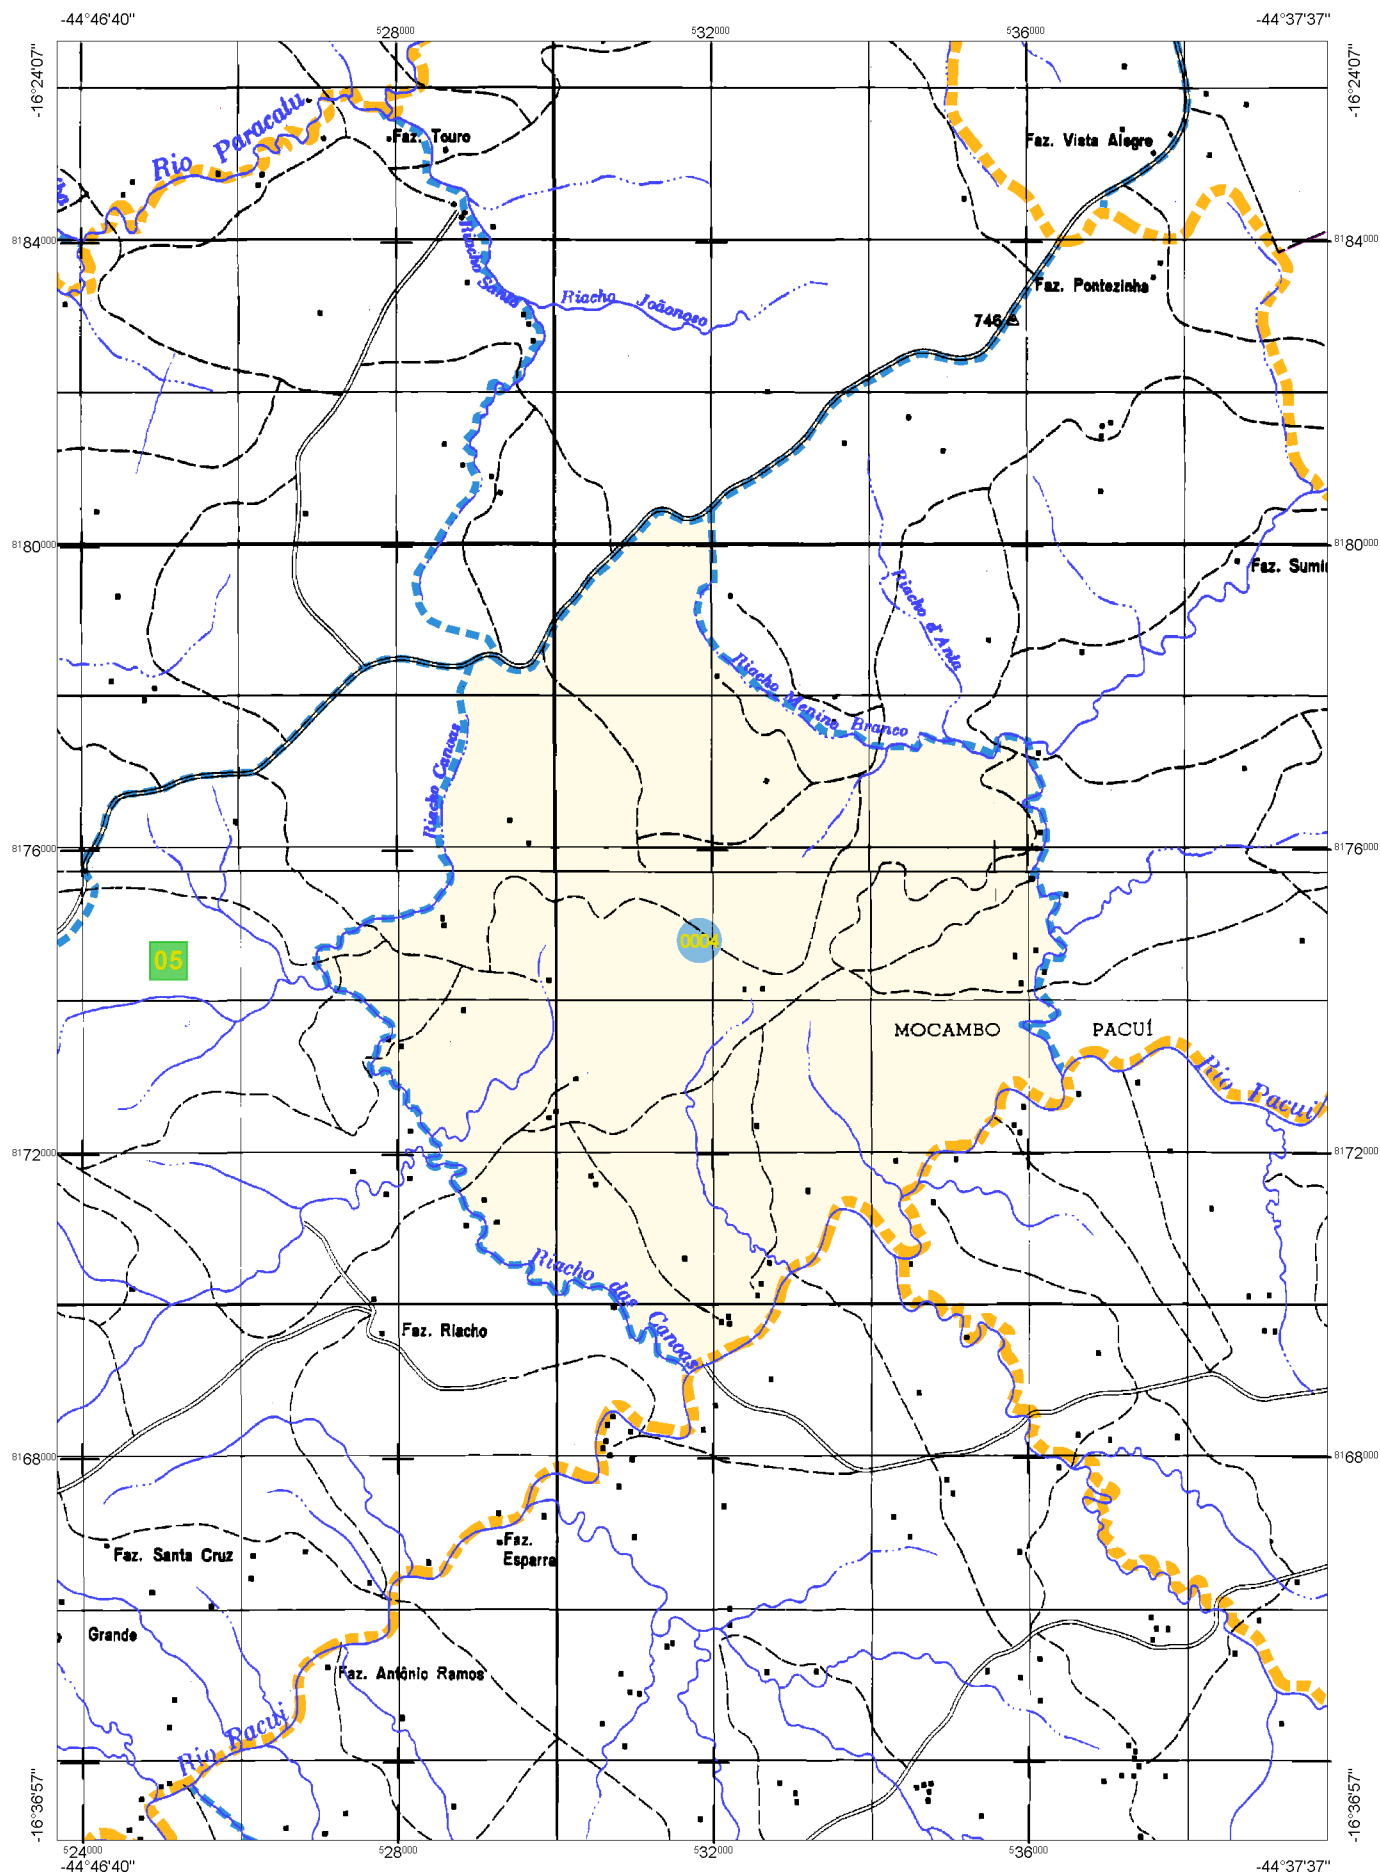 -44°46'40"
-44°37'37"
528000
532000
536000
-16°24'07"
-16°24'07"
Rio Paracatu
Faz. Touro
Faz. Vista Alegre
8184000
8184000
Riacho Santo
Riacho Joãonoso
Faz. Pontezinha
746
8180000
8180000
Faz. Sumi
Riacho d'Anta
Riacho Menino Branco
Riacho Canoas
8176000
8176000
0004
05
MOCAMBO
PACUÍ
Rio Pacuí
8172000
8172000
Riacho das Canoas
Faz. Riacho
8168000
8168000
Faz. Santa Cruz
Faz.
Esparra
Grande
Faz. Antônio Ramos
Rio Pacuí
-16°36'57"
-16°36'57"
524000
528000
532000
536000
-44°46'40"
-44°37'37"